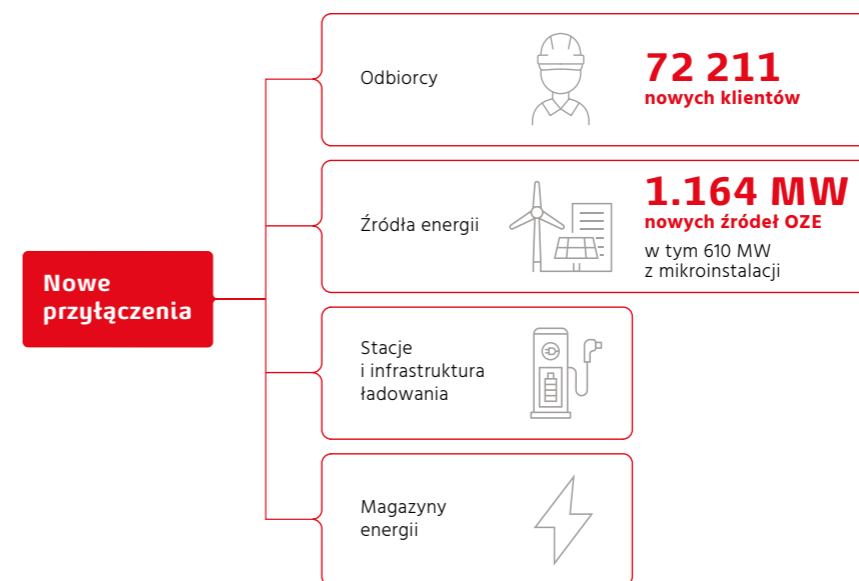 Nowe
przyłączenia
Odbiorcy
72 211
nowych klientów
Źródła energii
1.164 MW
nowych źródeł OZE
w tym 610 MW
z mikroinstalacji
Stacje
i infrastruktura
ładowania
Magazyny
energii